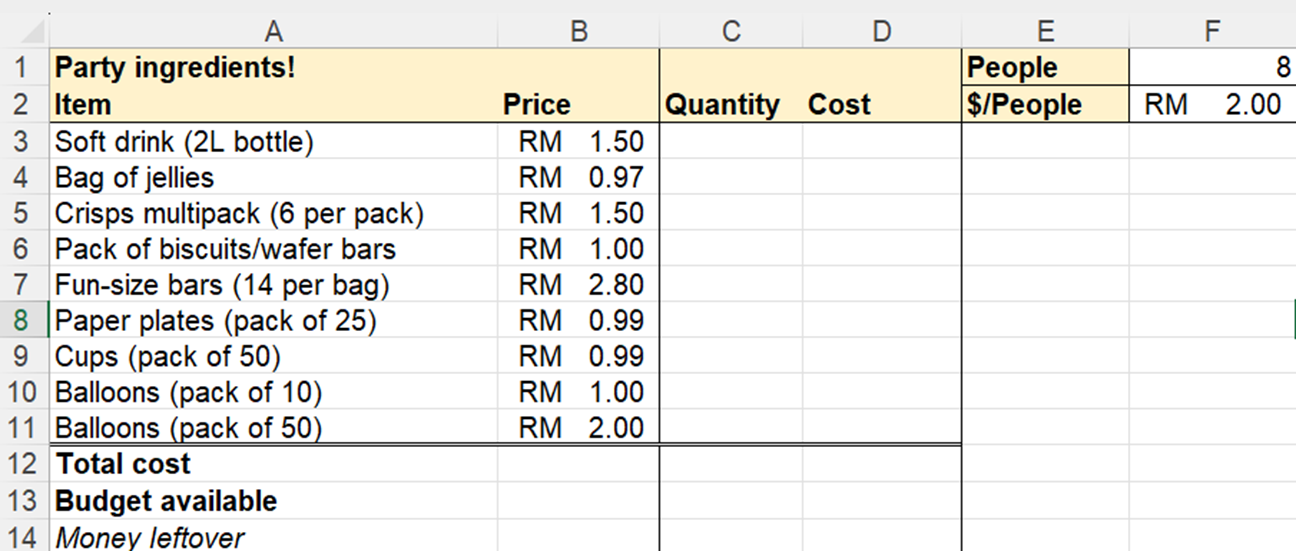 A B C D E F
1 Party ingredients! People 8
2 Item Price Quantity Cost $/People RM 2.00
3 Soft drink (2L bottle) RM 1.50
4 Bag of jellies RM 0.97
5 Crisps multipack (6 per pack) RM 1.50
6 Pack of biscuits/wafer bars RM 1.00
7 Fun-size bars (14 per bag) RM 2.80
8 Paper plates (pack of 25) RM 0.99
9 Cups (pack of 50) RM 0.99
10 Balloons (pack of 10) RM 1.00
11 Balloons (pack of 50) RM 2.00
12 Total cost
13 Budget available
14 Money leftover